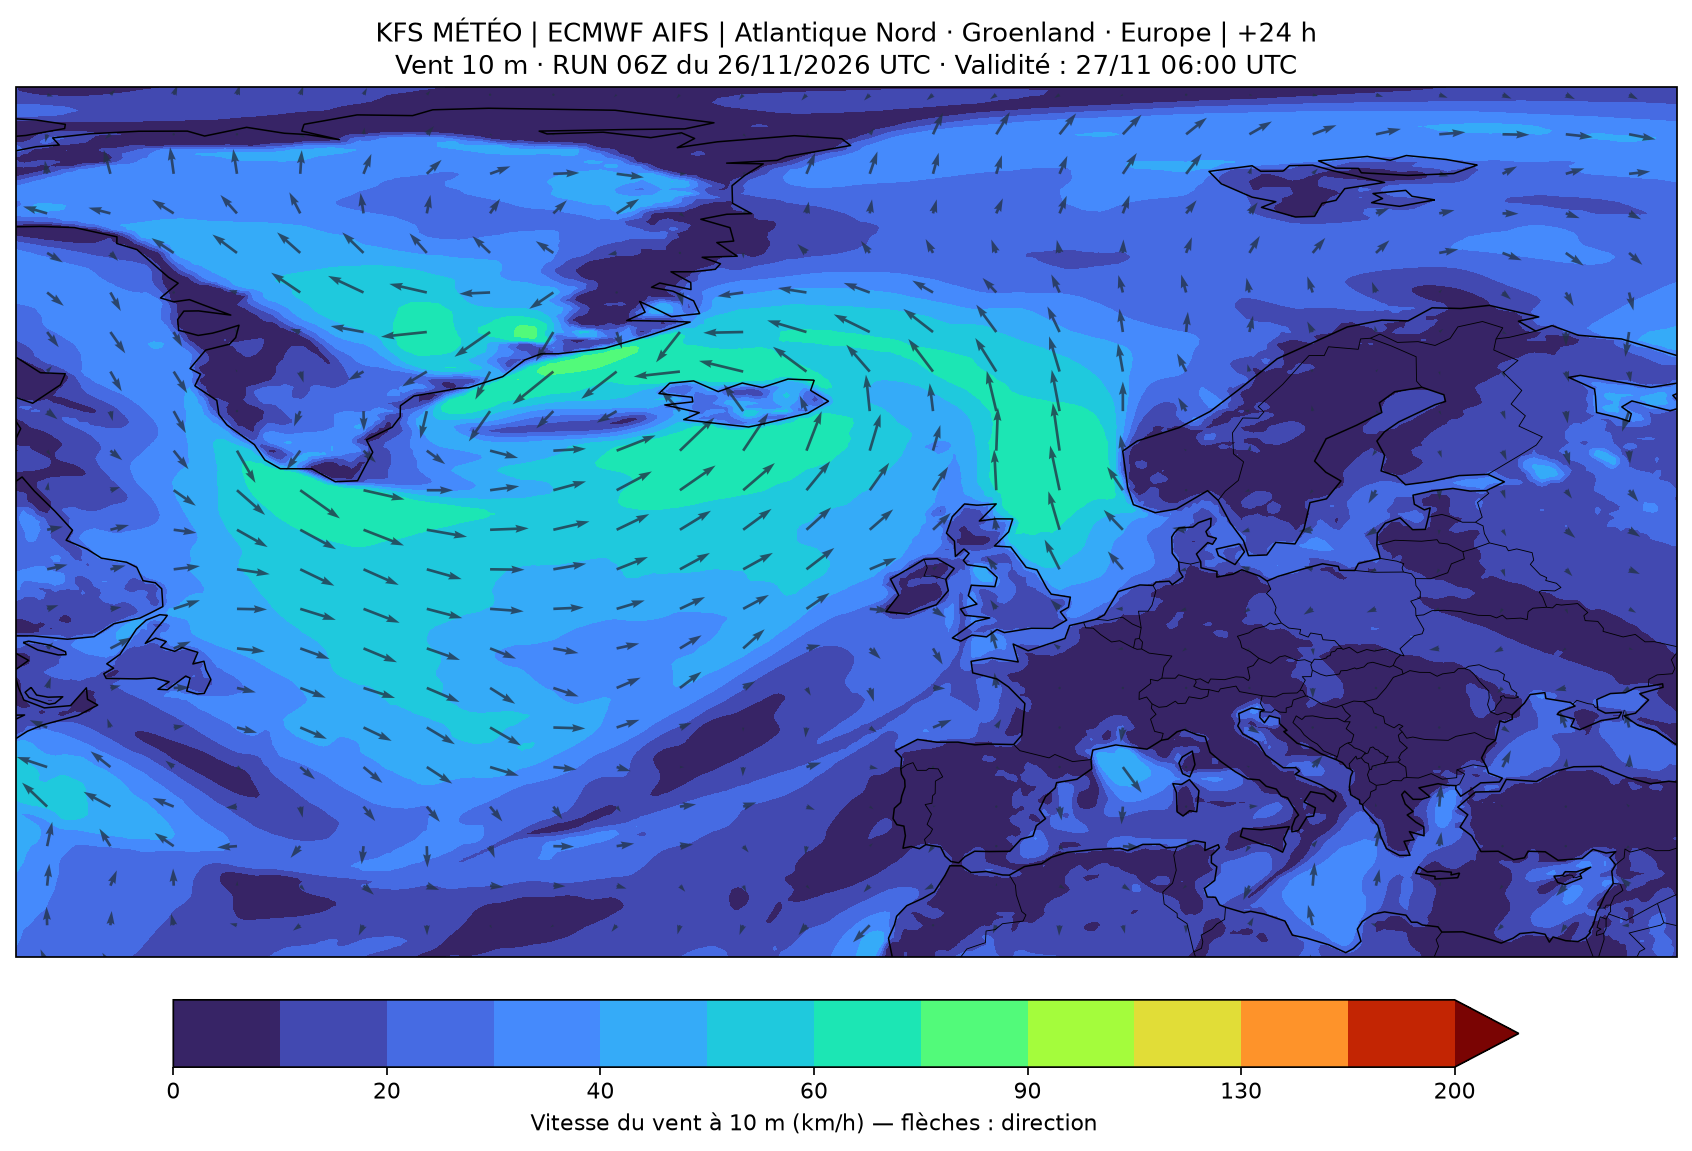 KFS MÉTÉO | ECMWF AIFS | Atlantique Nord · Groenland · Europe | +24 h
Vent 10 m · RUN 06Z du 26/11/2026 UTC · Validité : 27/11 06:00 UTC
0 20 40 60 90 130 200
Vitesse du vent à 10 m (km/h) — flèches : direction